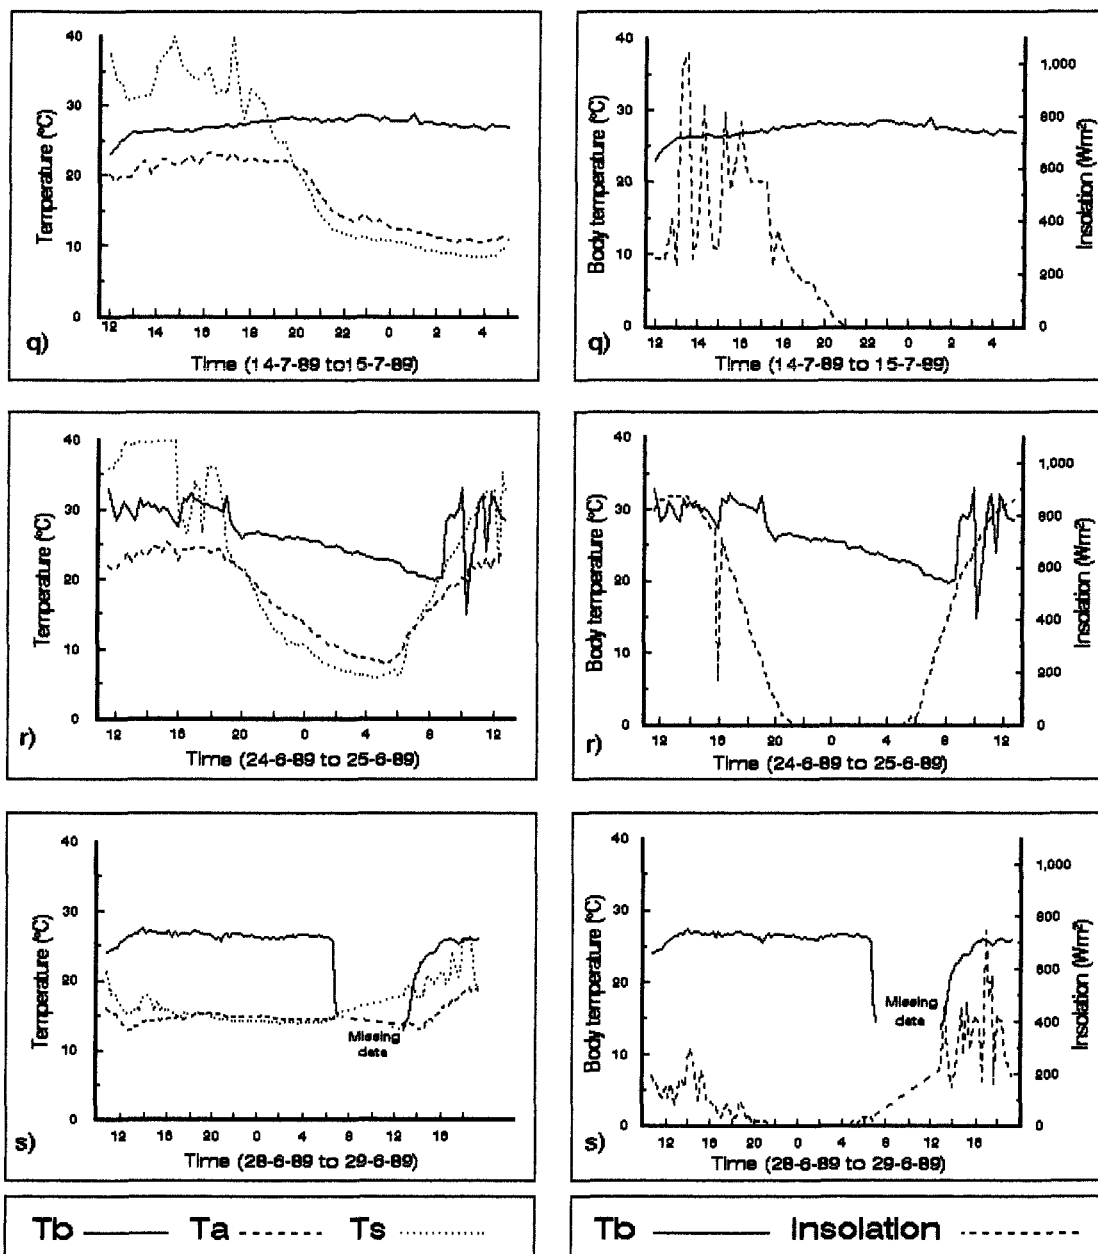 40
30
20
10
0
Temperature (ºC)
12 14 16 18 20 22 0 2 4
q)
Time (14-7-89 to15-7-89)
40
30
20
10
0
Body temperature (ºC)
1,000
800
600
400
200
0
Insolation (Wm²)
12 14 16 18 20 22 0 2 4
q)
Time (14-7-89 to 15-7-89)
40
30
20
10
0
Temperature (ºC)
12 16 20 0 4 8 12
r)
Time (24-6-89 to 25-6-89)
40
30
20
10
0
Body temperature (ºC)
1,000
800
600
400
200
0
Insolation (Wm²)
12 16 20 0 4 8 12
r)
Time (24-6-89 to 25-6-89)
40
30
20
10
0
Temperature (ºC)
Missing
data
12 16 20 0 4 8 12 16
s)
Time (28-6-89 to 29-6-89)
40
30
20
10
0
Body temperature (ºC)
Missing
data
1,000
800
600
400
200
0
Insolation (Wm²)
12 16 20 0 4 8 12 16
s)
Time (28-6-89 to 29-6-89)
Tb Ta Ts
Tb Insolation